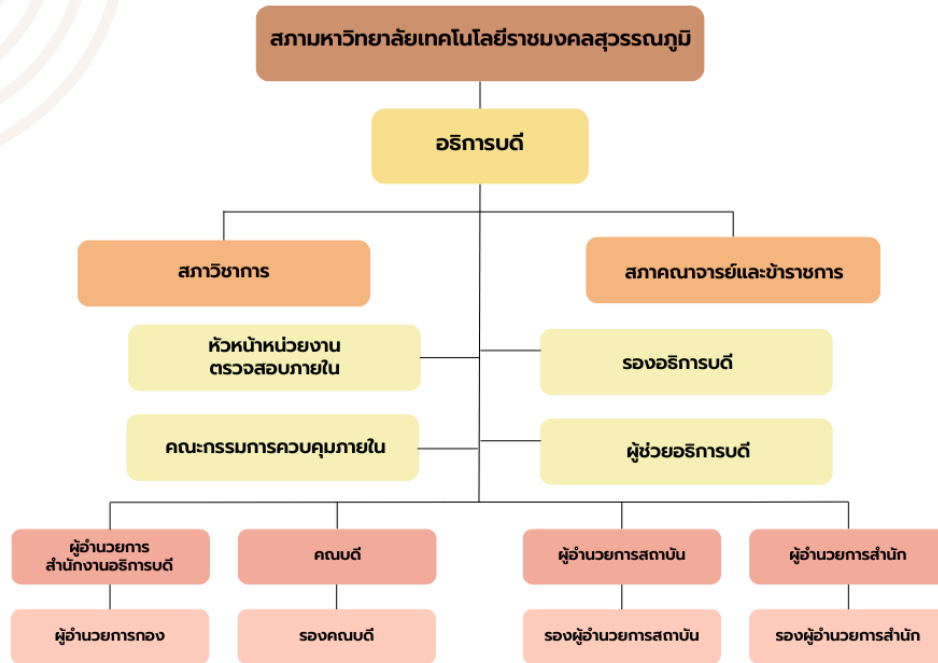 สภามหาวิทยาลัยเทคโนโลยีราชมงคลสุวรรณภูมิ
อธิการบดี
สภาวิชาการ
สภาคณาจารย์และข้าราชการ
หัวหน้าหน่วยงาน
ตรวจสอบภายใน
รองอธิการบดี
คณะกรรมการควบคุมภายใน
ผู้ช่วยอธิการบดี
ผู้อำนวยการ
สำนักงานอธิการบดี
คณบดี
ผู้อำนวยการสถาบัน
ผู้อำนวยการสำนัก
ผู้อำนวยการกอง
รองคณบดี
รองผู้อำนวยการสถาบัน
รองผู้อำนวยการสำนัก